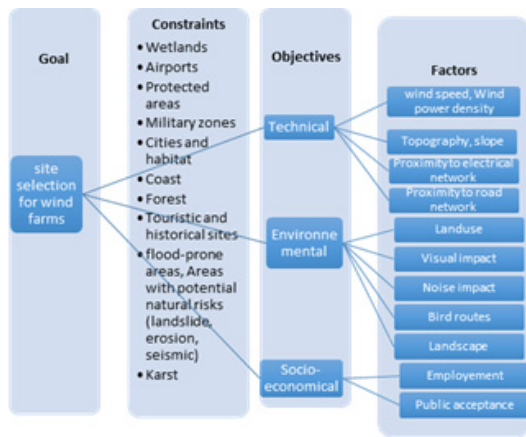 Goal
site
selection
for wind
farms
Constraints
• Wetlands
• Airports
• Protected
areas
• Military zones
• Cities and
habitat
• Coast
• Forest
• Touristic and
historical sites
• flood-prone
areas, Areas
with potential
natural risks
(landslide,
erosion,
seismic)
• Karst
Objectives
Technical
Environne
mental
Socio-
economical
Factors
wind speed, Wind
power density
Topography, slope
Proximity to electrical
network
Proximity to road
network
Landuse
Visual impact
Noise impact
Bird routes
Landscape
Employement
Public acceptance